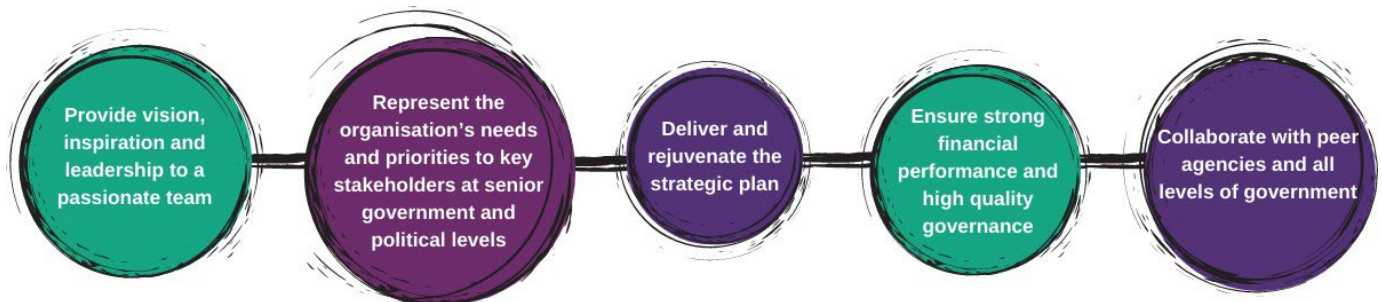 Provide vision,
inspiration and
leadership to a
passionate team
Represent the
organisation’s needs
and priorities to key
stakeholders at senior
government and
political levels
Deliver and
rejuvenate the
strategic plan
Ensure strong
financial
performance and
high quality
governance
Collaborate with peer
agencies and all
levels of government